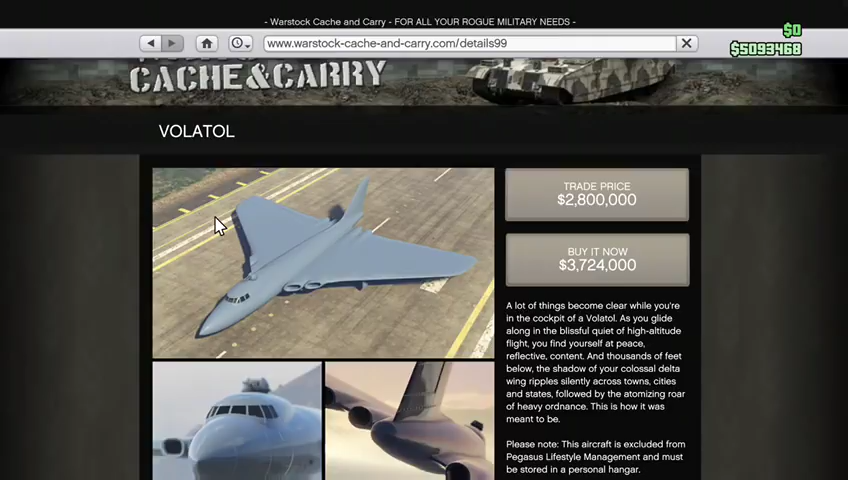 - Warstock Cache and Carry - FOR ALL YOUR ROGUE MILITARY NEEDS -
www.warstock-cache-and-carry.com/details99
$0
$5093468
CACHE&CARRY
VOLATOL
TRADE PRICE
$2,800,000
BUY IT NOW
$3,724,000
A lot of things become clear while you're
in the cockpit of a Volatol. As you glide
along in the blissful quiet of high-altitude
flight, you find yourself at peace,
reflective, content. And thousands of feet
below, the shadow of your colossal delta
wing ripples silently across towns, cities
and states, followed by the atomizing roar
of heavy ordnance. This is how it was
meant to be.
Please note: This aircraft is excluded from
Pegasus Lifestyle Management and must
be stored in a personal hangar.